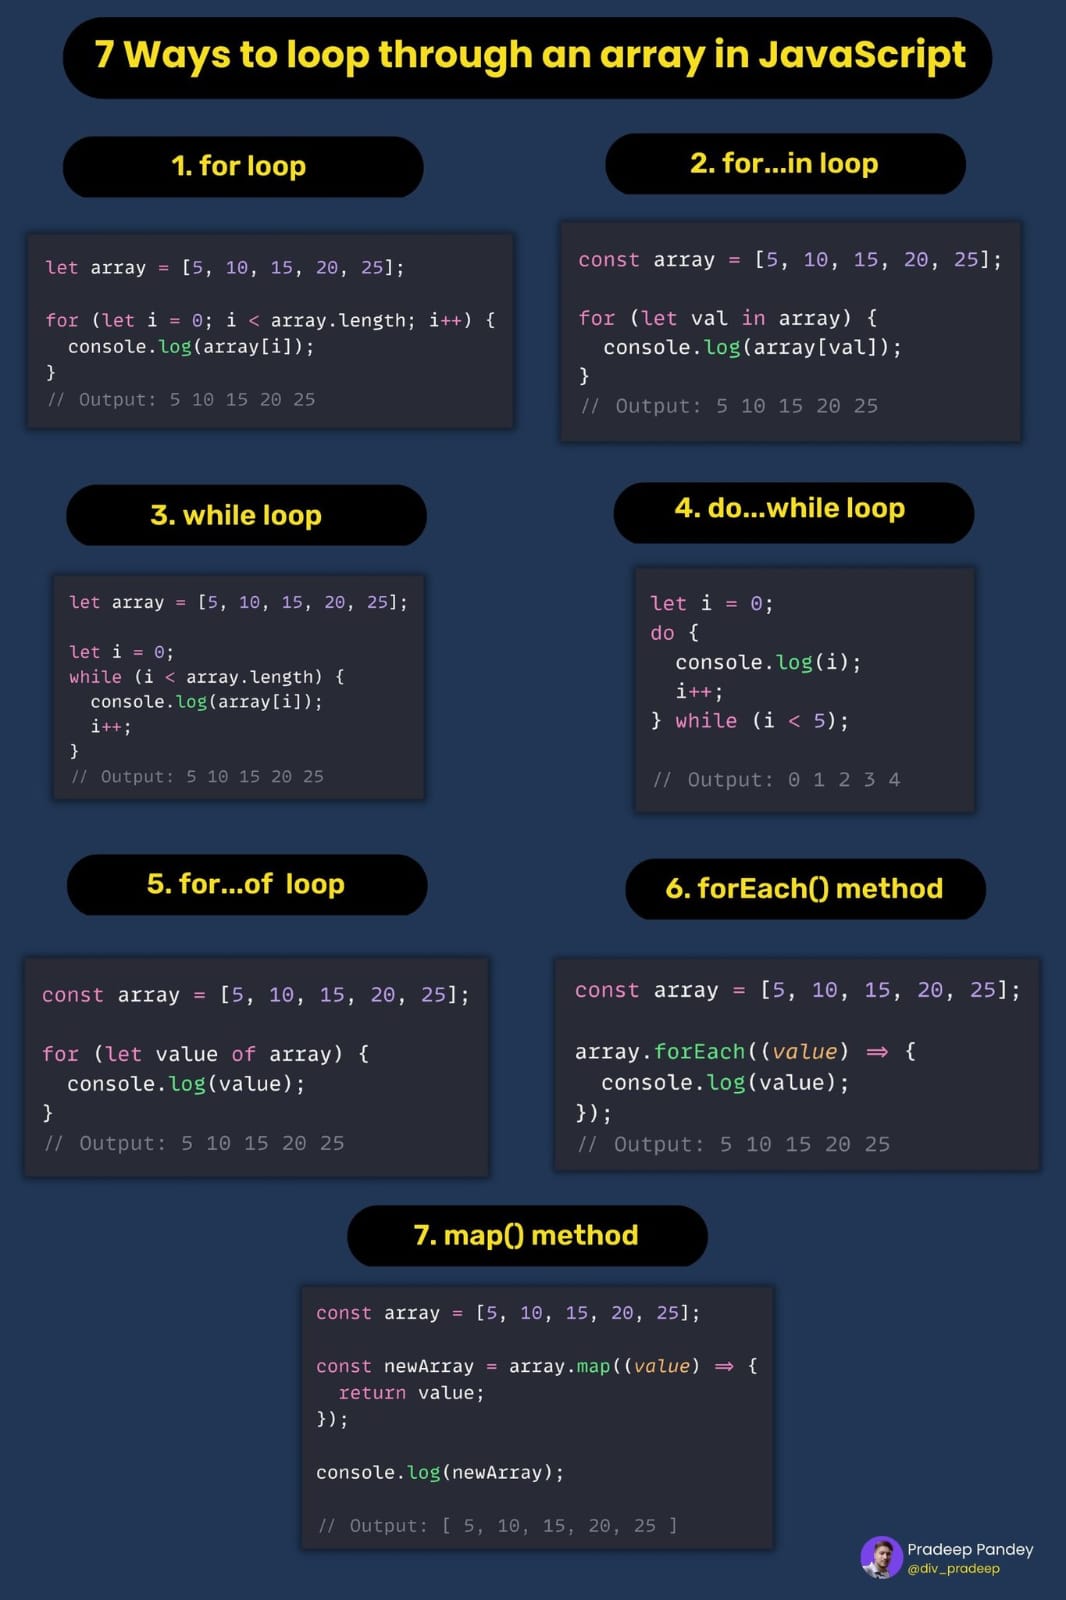 7 Ways to loop through an array in JavaScript
1. for loop
let array = [5, 10, 15, 20, 25];
for (let i = 0; i < array.length; i++) {
  console.log(array[i]);
}
// Output: 5 10 15 20 25
2. for...in loop
const array = [5, 10, 15, 20, 25];
for (let val in array) {
  console.log(array[val]);
}
// Output: 5 10 15 20 25
3. while loop
let array = [5, 10, 15, 20, 25];
let i = 0;
while (i < array.length) {
  console.log(array[i]);
  i++;
}
// Output: 5 10 15 20 25
4. do...while loop
let i = 0;
do {
  console.log(i);
  i++;
} while (i < 5);
// Output: 0 1 2 3 4
5. for...of  loop
const array = [5, 10, 15, 20, 25];
for (let value of array) {
  console.log(value);
}
// Output: 5 10 15 20 25
6. forEach() method
const array = [5, 10, 15, 20, 25];
array.forEach((value) => {
  console.log(value);
});
// Output: 5 10 15 20 25
7. map() method
const array = [5, 10, 15, 20, 25];
const newArray = array.map((value) => {
  return value;
});
console.log(newArray);
// Output: [ 5, 10, 15, 20, 25 ]
Pradeep Pandey
@div_pradeep